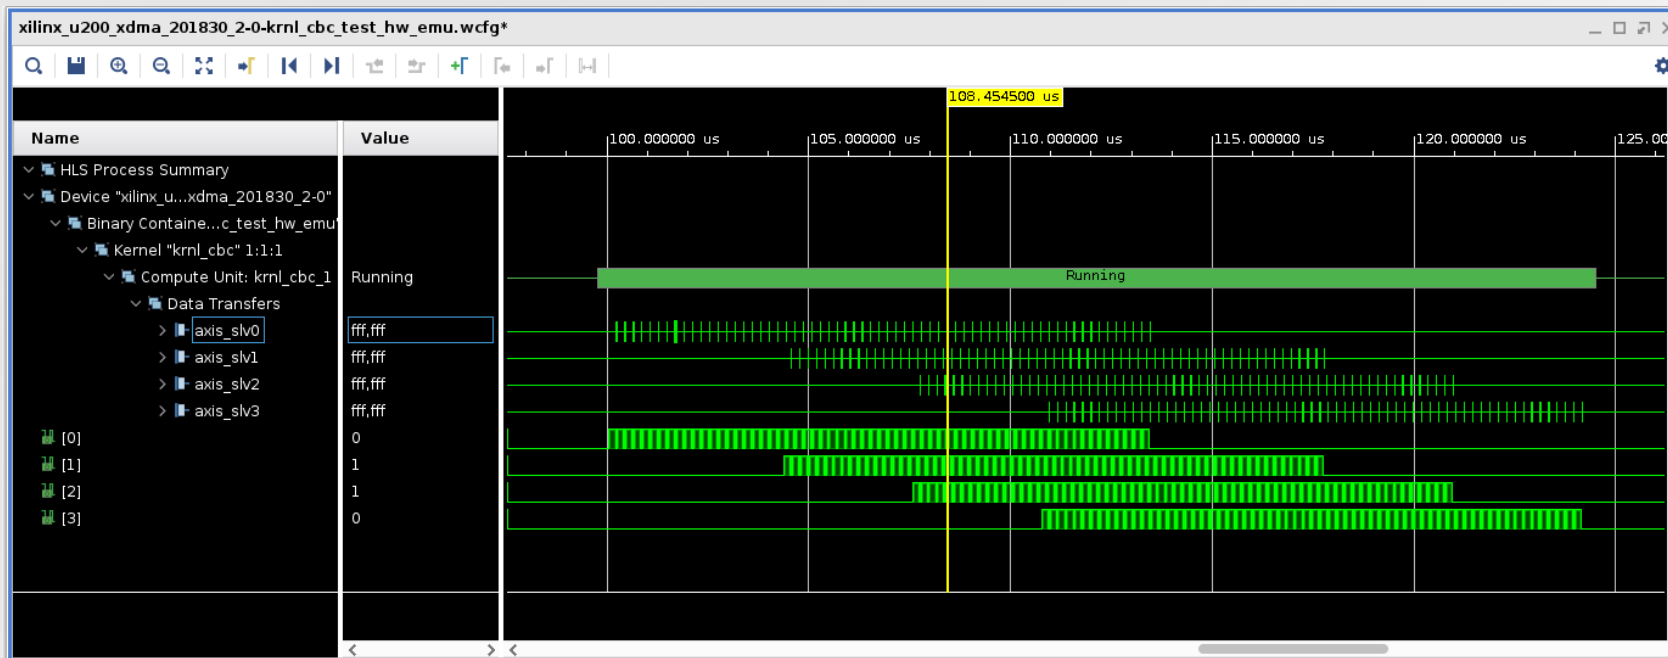 xilinx_u200_xdma_201830_2-0-krnl_cbc_test_hw_emu.wcfg*
108.454500 us
Name Value 100.000000 us 105.000000 us 110.000000 us 115.000000 us 120.000000 us 125.00
HLS Process Summary
Device "xilinx_u...xdma_201830_2-0"
Binary Containe...c_test_hw_emu"
Kernel "krnl_cbc" 1:1:1
Compute Unit: krnl_cbc_1 Running Running
Data Transfers
axis_slv0 fff,fff
axis_slv1 fff,fff
axis_slv2 fff,fff
axis_slv3 fff,fff
[0] 0
[1] 1
[2] 1
[3] 0